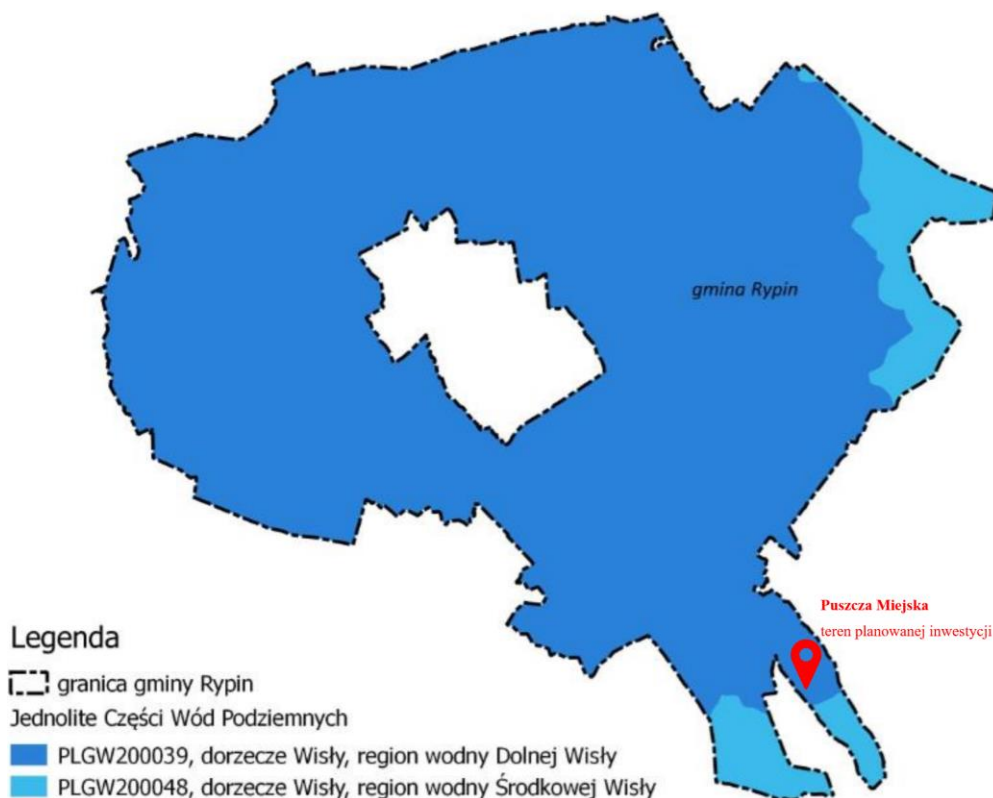 gmina Rypin
Puszcza Miejska
teren planowanej inwestycji
Legenda
granica gminy Rypin
Jednolite Części Wód Podziemnych
PLGW200039, dorzecze Wisły, region wodny Dolnej Wisły
PLGW200048, dorzecze Wisły, region wodny Środkowej Wisły